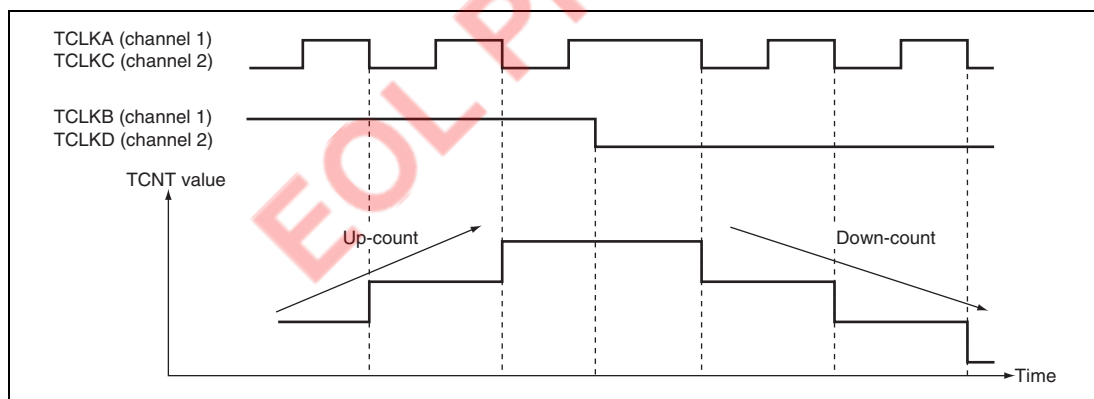 TCLKA (channel 1)
TCLKC (channel 2)
TCLKB (channel 1)
TCLKD (channel 2)
TCNT value
Up-count
Down-count
Time
EOL P